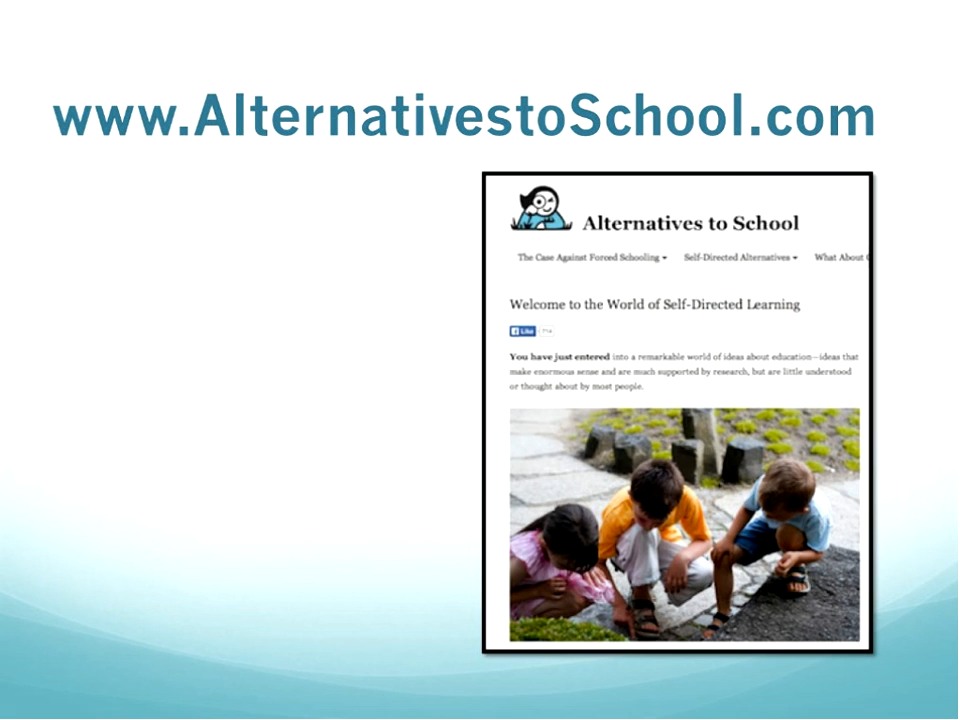 www.AlternativestoSchool.com
Alternatives to School
The Case Against Forced Schooling Self-Directed Alternatives What About
Welcome to the World of Self-Directed Learning
Like
You have just entered into a remarkable world of ideas about education—ideas that
make enormous sense and are much supported by research, but are little understood
or thought about by most people.